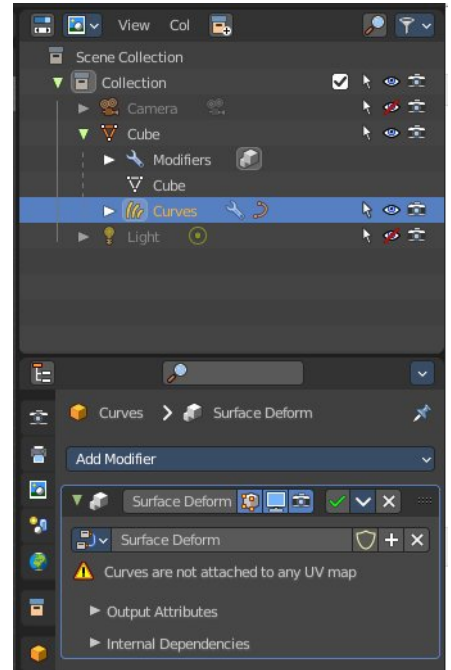 View Col
Scene Collection
Collection
Camera
Cube
Modifiers
Cube
Curves
Light
Curves > Surface Deform
Add Modifier
Surface Deform
Surface Deform
Curves are not attached to any UV map
Output Attributes
Internal Dependencies